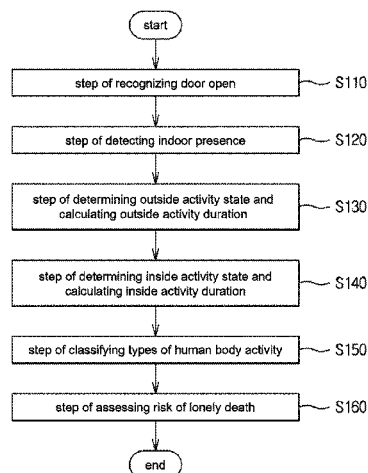 start
step of recognizing door open
S110
step of detecting indoor presence
S120
step of determining outside activity state and
calculating outside activity duration
S130
step of determining inside activity state and
calculating inside activity duration
S140
step of classifying types of human body activity
S150
step of assessing risk of lonely death
S160
end